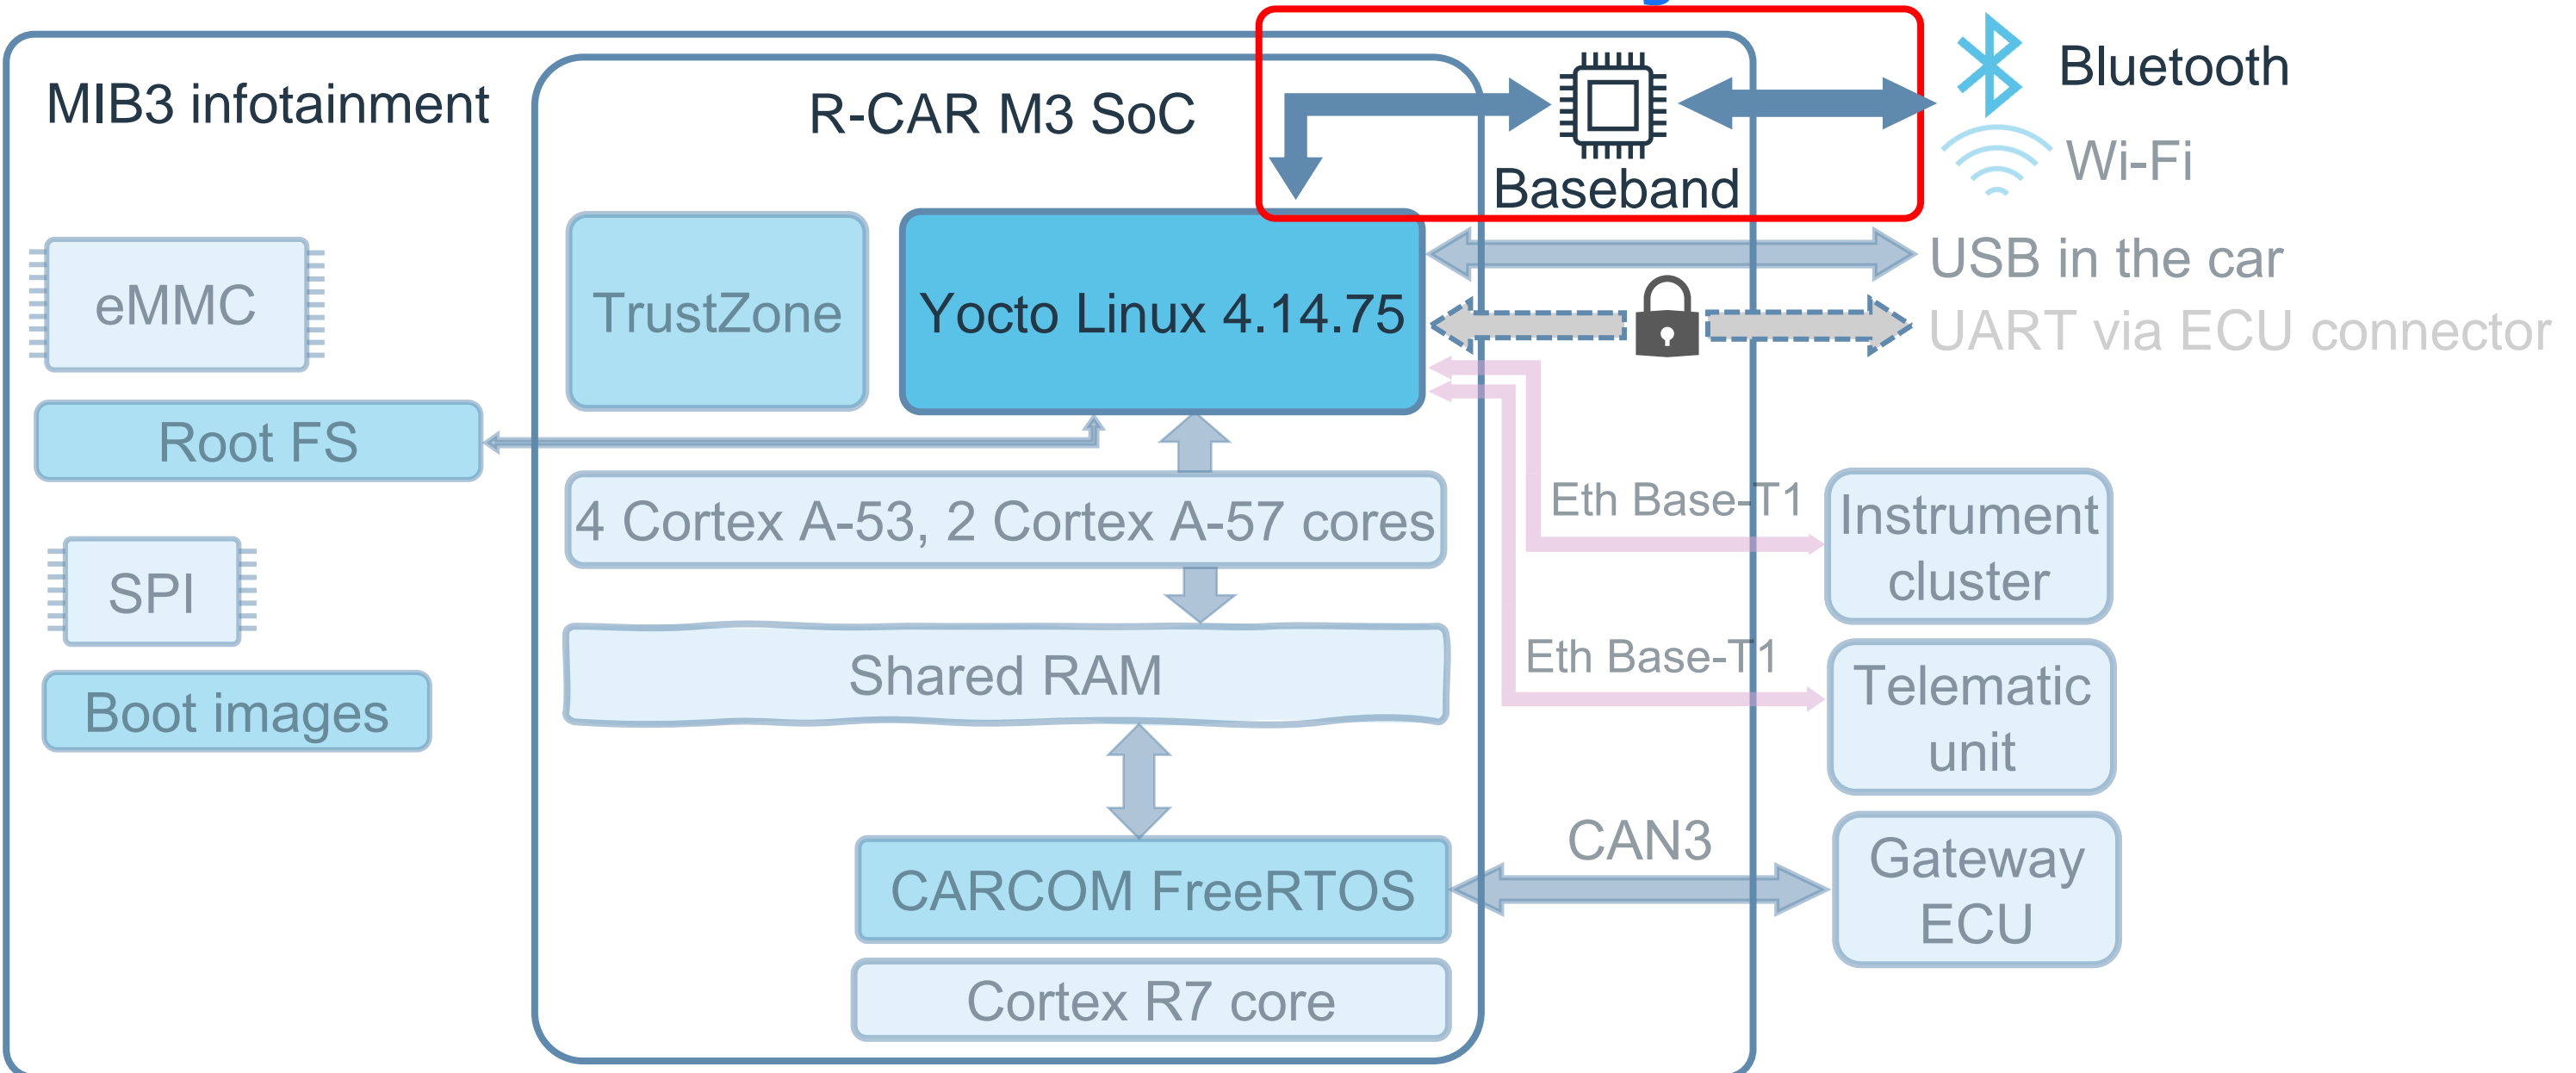 MIB3 infotainment
R-CAR M3 SoC
Baseband
Bluetooth
Wi-Fi
eMMC
TrustZone
Yocto Linux 4.14.75
USB in the car
UART via ECU connector
Root FS
4 Cortex A-53, 2 Cortex A-57 cores
Eth Base-T1
Instrument
cluster
SPI
Shared RAM
Eth Base-T1
Telematic
unit
Boot images
CARCOM FreeRTOS
CAN3
Gateway
ECU
Cortex R7 core